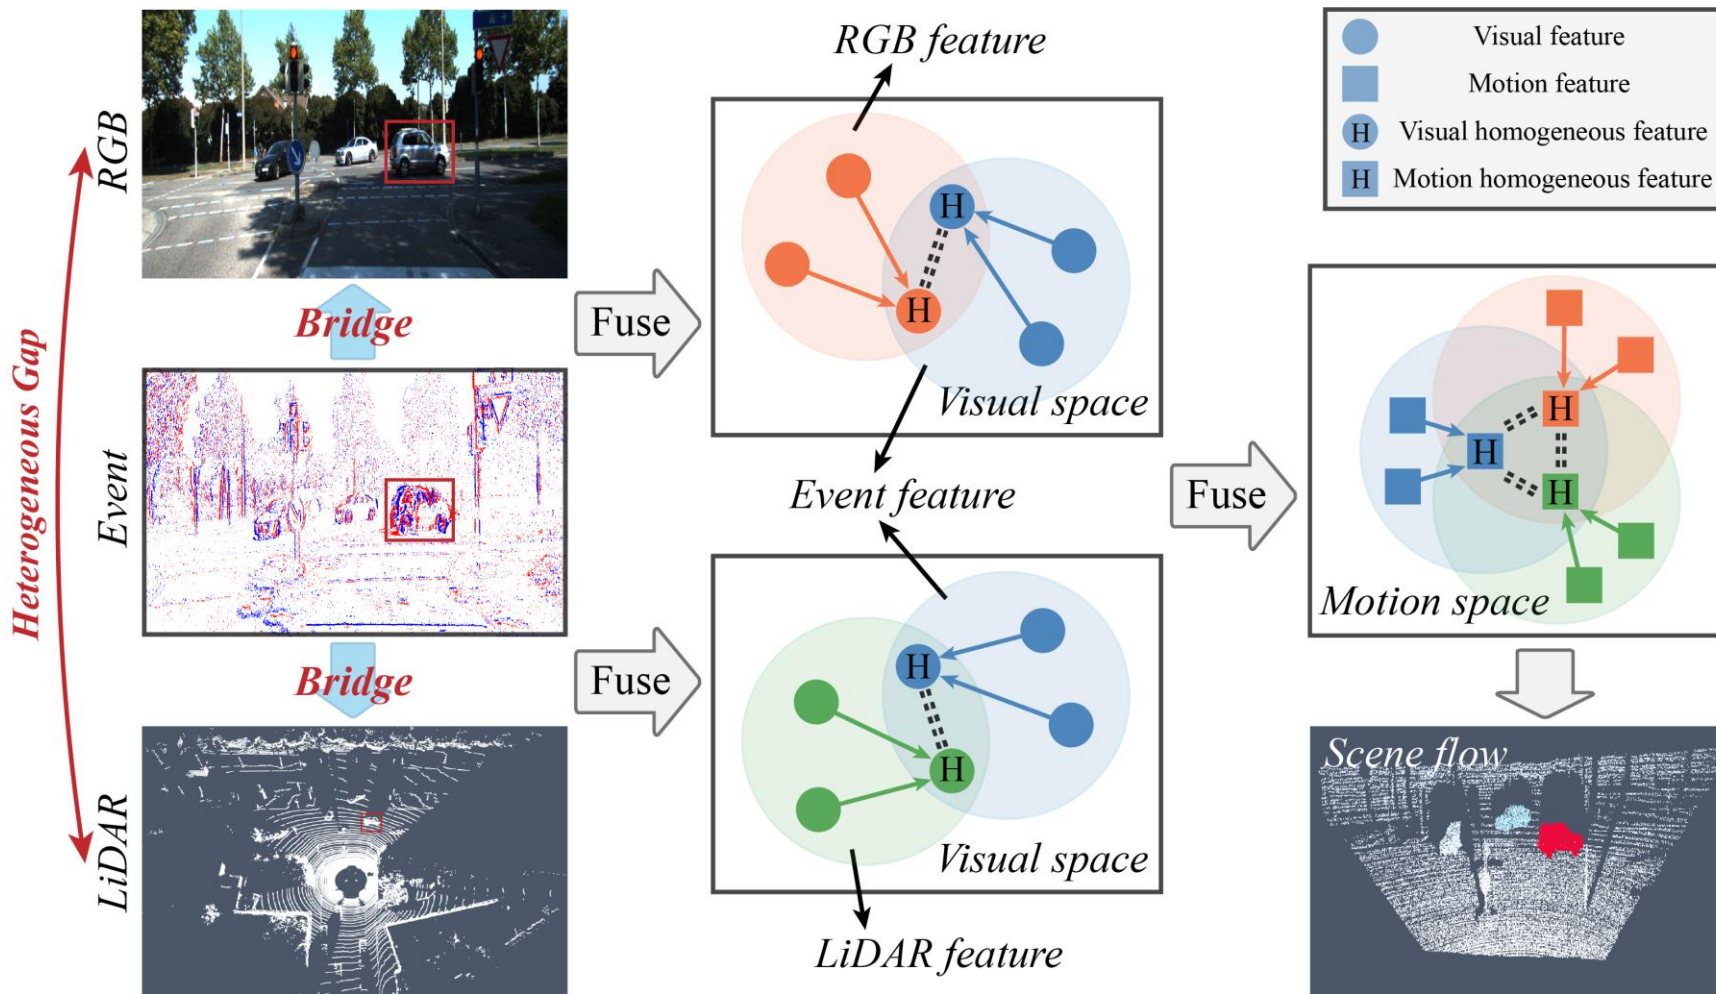 RGB
Event
LiDAR
Heterogeneous Gap
Bridge
Bridge
Fuse
Fuse
RGB feature
H
H
Visual space
Event feature
H
H
Visual space
LiDAR feature
Fuse
Visual feature
Motion feature
H Visual homogeneous feature
H Motion homogeneous feature
H
H
H
Motion space
Scene flow